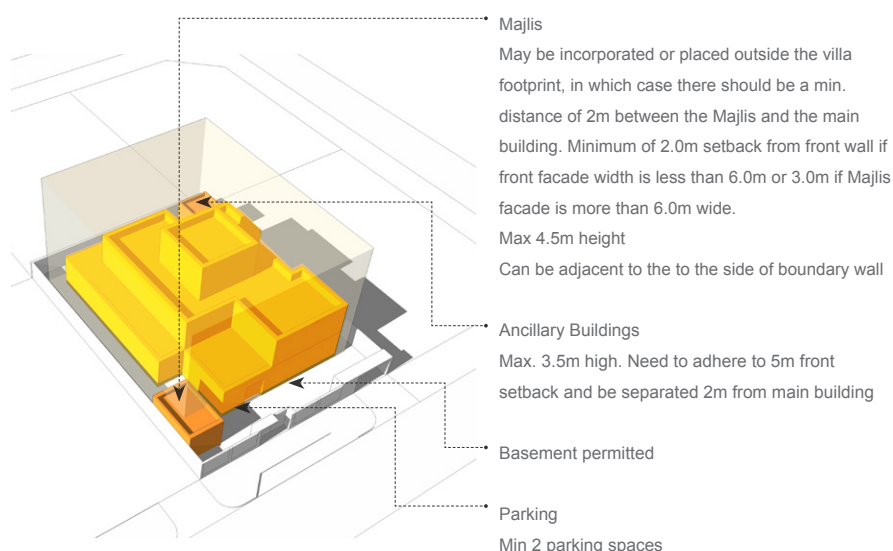 Majlis
May be incorporated or placed outside the villa
footprint, in which case there should be a min.
distance of 2m between the Majlis and the main
building. Minimum of 2.0m setback from front wall if
front facade width is less than 6.0m or 3.0m if Majlis
facade is more than 6.0m wide.
Max 4.5m height
Can be adjacent to the to the side of boundary wall
Ancillary Buildings
Max. 3.5m high. Need to adhere to 5m front
setback and be separated 2m from main building
Basement permitted
Parking
Min 2 parking spaces